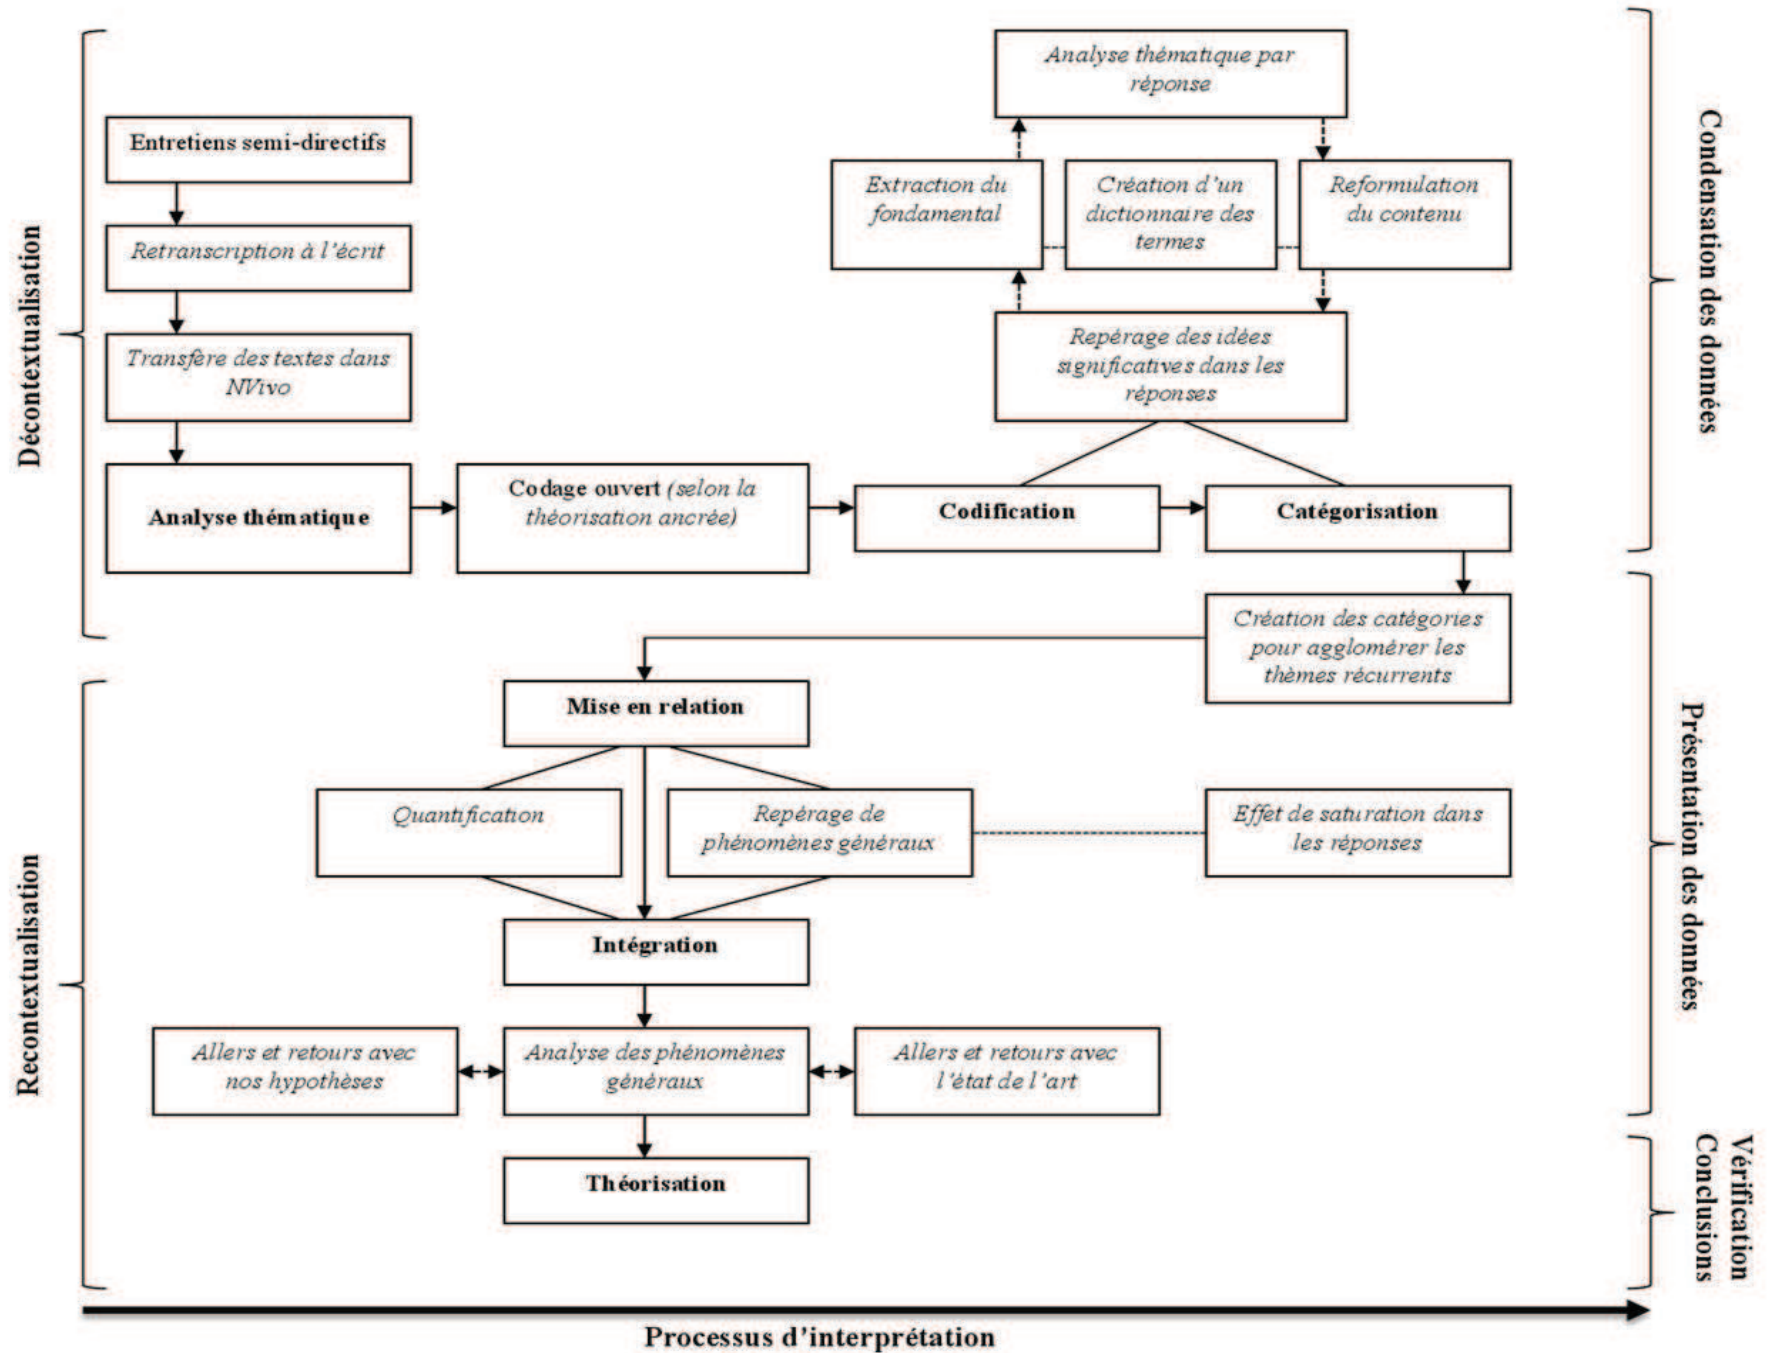 Décontextualisation
Entretiens semi-directifs
Retranscription à l'écrit
Transfère des textes dans
NVivo
Analyse thématique
Codage ouvert (selon la
théorisation ancrée)
Analyse thématique par
réponse
Extraction du
fondamental
Création d'un
dictionnaire des
termes
Reformulation
du contenu
Repérage des idées
significatives dans les
réponses
Codification
Catégorisation
Condensation des données
Création des catégories
pour agglomérer les
thèmes récurrents
Recontextualisation
Mise en relation
Quantification
Repérage de
phénomènes généraux
Effet de saturation dans
les réponses
Intégration
Allers et retours avec
nos hypothèses
Analyse des phénomènes
généraux
Allers et retours avec
l'état de l'art
Présentation des données
Théorisation
Vérification
Conclusions
Processus d'interprétation